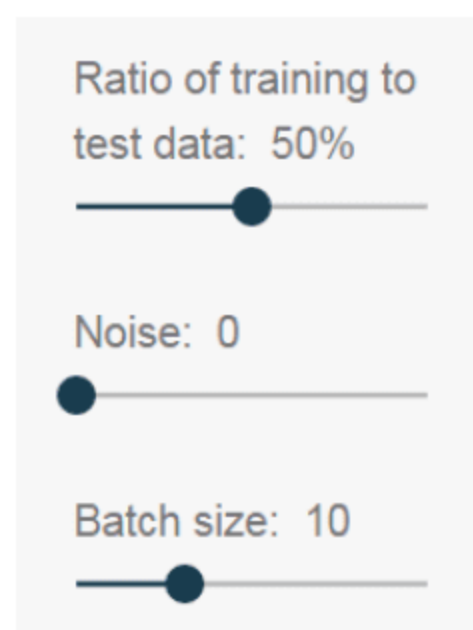 Ratio of training to
test data: 50%
Noise: 0
Batch size: 10